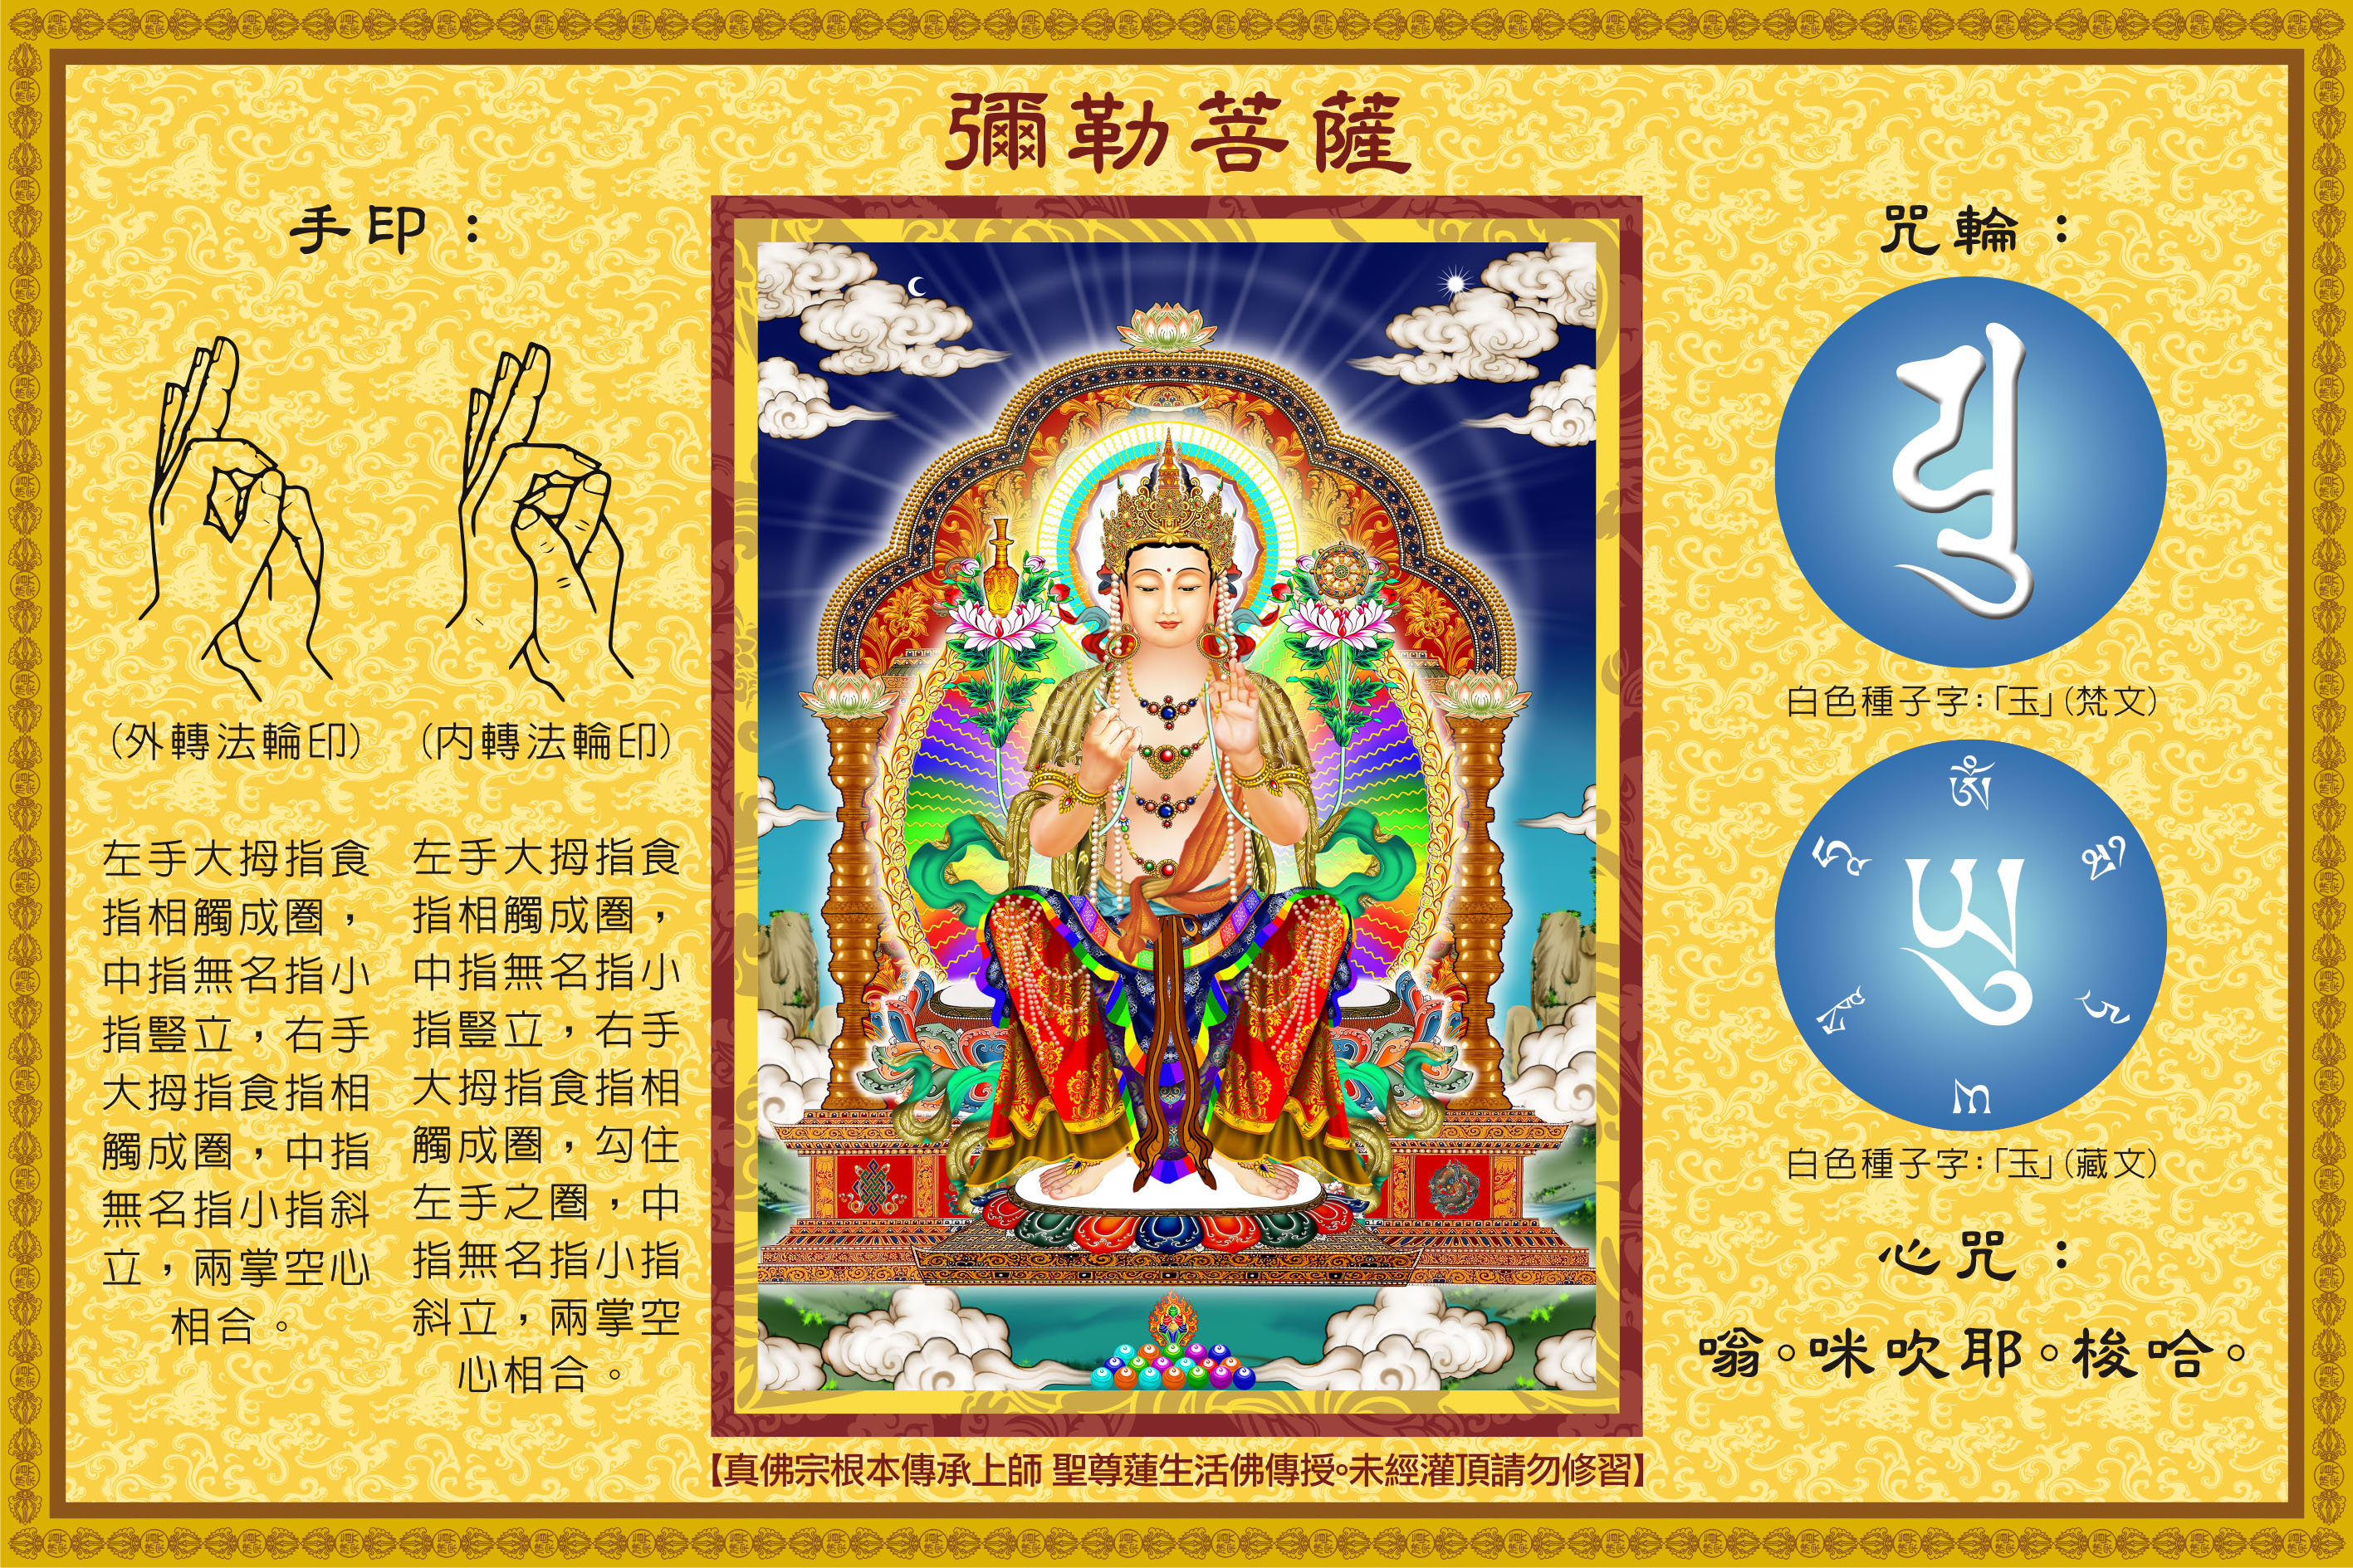 彌勒菩薩
手印：
(外轉法輪印)
左手大拇指食
指相觸成圈，
中指無名指小
指豎立，右手
大拇指食指相
觸成圈，中指
無名指小指斜
立，兩掌空心
相合。
(内轉法輪印)
左手大拇指食
指相觸成圈，
中指無名指小
指豎立，右手
大拇指食指相
觸成圈，勾住
左手之圈，中
指無名指小指
斜立，兩掌空
心相合。
咒輪：
白色種子字：「玉」(梵文)
ཨོཾ
ཡུ
白色種子字：「玉」(藏文)
心咒：
嗡。咪吹耶。梭哈。
【真佛宗根本傳承上師 聖尊蓮生活佛傳授。未經灌頂請勿修習】